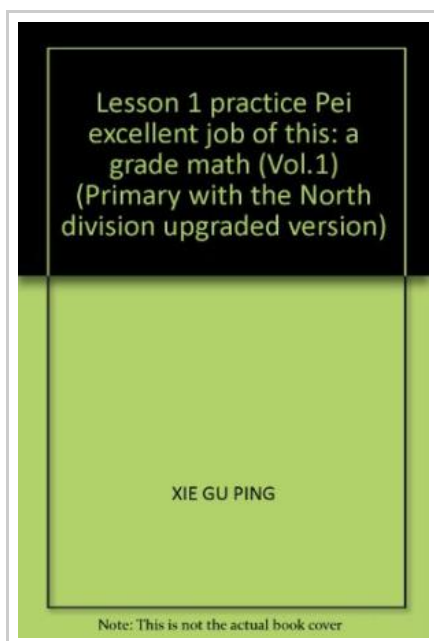 Lesson 1 practice Pei
excellent job of this: a
grade math (Vol.1)
(Primary with the North
division upgraded version)
XIE GU PING
Note: This is not the actual book cover